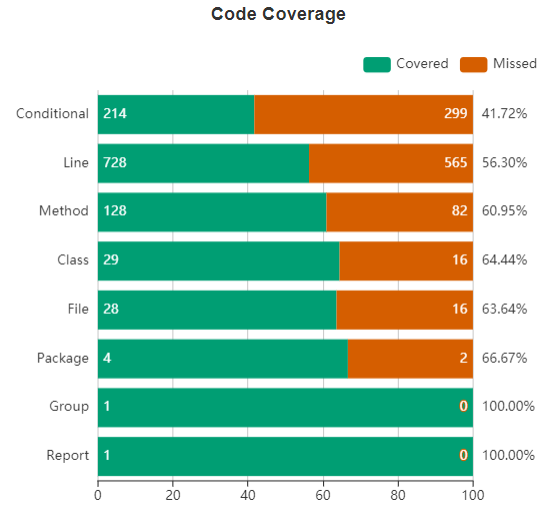 Code Coverage
Covered Missed
Conditional 214 299 41.72%
Line 728 565 56.30%
Method 128 82 60.95%
Class 29 16 64.44%
File 28 16 63.64%
Package 4 2 66.67%
Group 1 0 100.00%
Report 1 0 100.00%
0 20 40 60 80 100